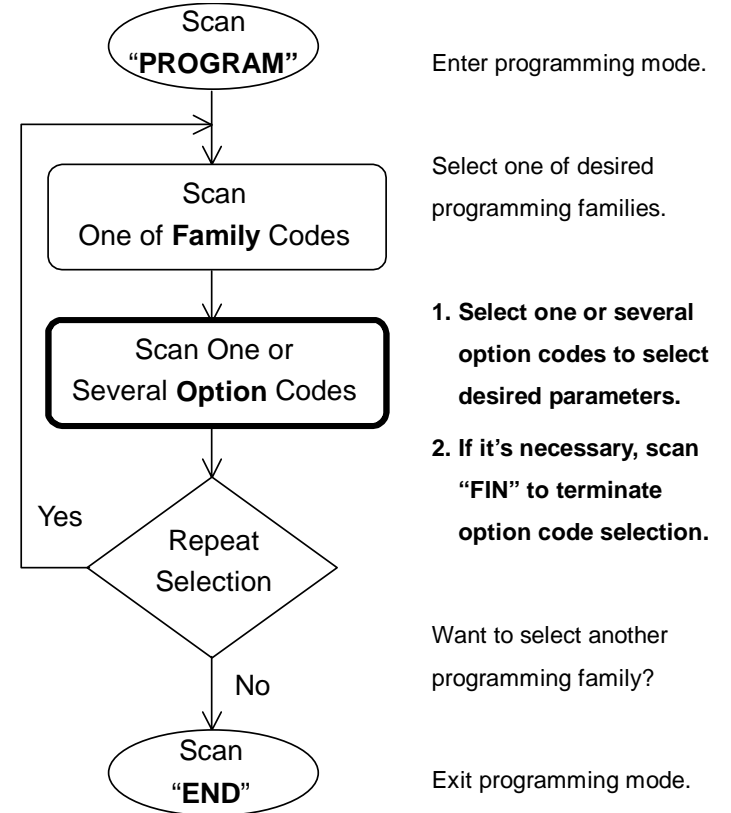 Scan
“PROGRAM”
Enter programming mode.
Scan
One of Family Codes
Select one of desired
programming families.
Scan One or
Several Option Codes
1. Select one or several
option codes to select
desired parameters.
2. If it’s necessary, scan
“FIN” to terminate
option code selection.
Yes
Repeat
Selection
Want to select another
programming family?
No
Scan
“END”
Exit programming mode.